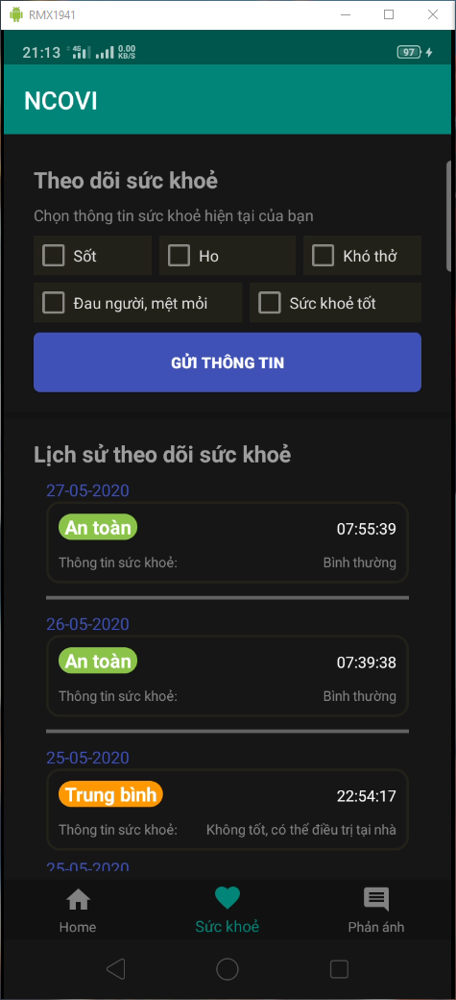 RMX1941
21:13 4G 0.00 KB/S 97
NCOVI
Theo dõi sức khoẻ
Chọn thông tin sức khoẻ hiện tại của bạn
Sốt Ho Khó thở
Đau người, mệt mỏi Sức khoẻ tốt
GỬI THÔNG TIN
Lịch sử theo dõi sức khoẻ
27-05-2020
An toàn 07:55:39
Thông tin sức khoẻ: Bình thường
26-05-2020
An toàn 07:39:38
Thông tin sức khoẻ: Bình thường
25-05-2020
Trung bình 22:54:17
Thông tin sức khoẻ: Không tốt, có thể điều trị tại nhà
25-05-2020
Home Sức khoẻ Phản ánh